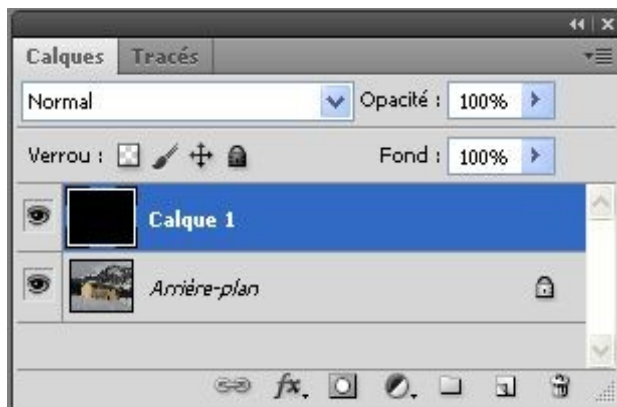 Calques Tracés
Normal Opacité : 100%
Verrou : Fond : 100%
Calque 1
Arrière-plan
fx.